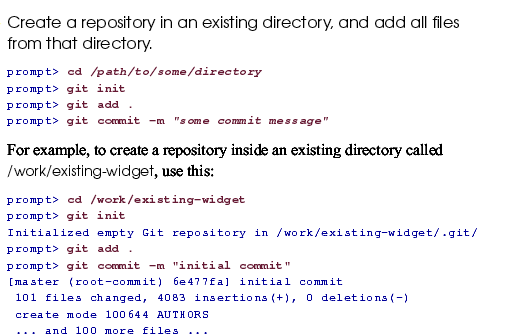 Create a repository in an existing directory, and add all files
from that directory.
prompt> cd /path/to/some/directory
prompt> git init
prompt> git add .
prompt> git commit -m "some commit message"
For example, to create a repository inside an existing directory called
/work/existing-widget, use this:
prompt> cd /work/existing-widget
prompt> git init
Initialized empty Git repository in /work/existing-widget/.git/
prompt> git add .
prompt> git commit -m "initial commit"
[master (root-commit) 6e477fa] initial commit
101 files changed, 4083 insertions(+), 0 deletions(-)
create mode 100644 AUTHORS
... and 100 more files ...